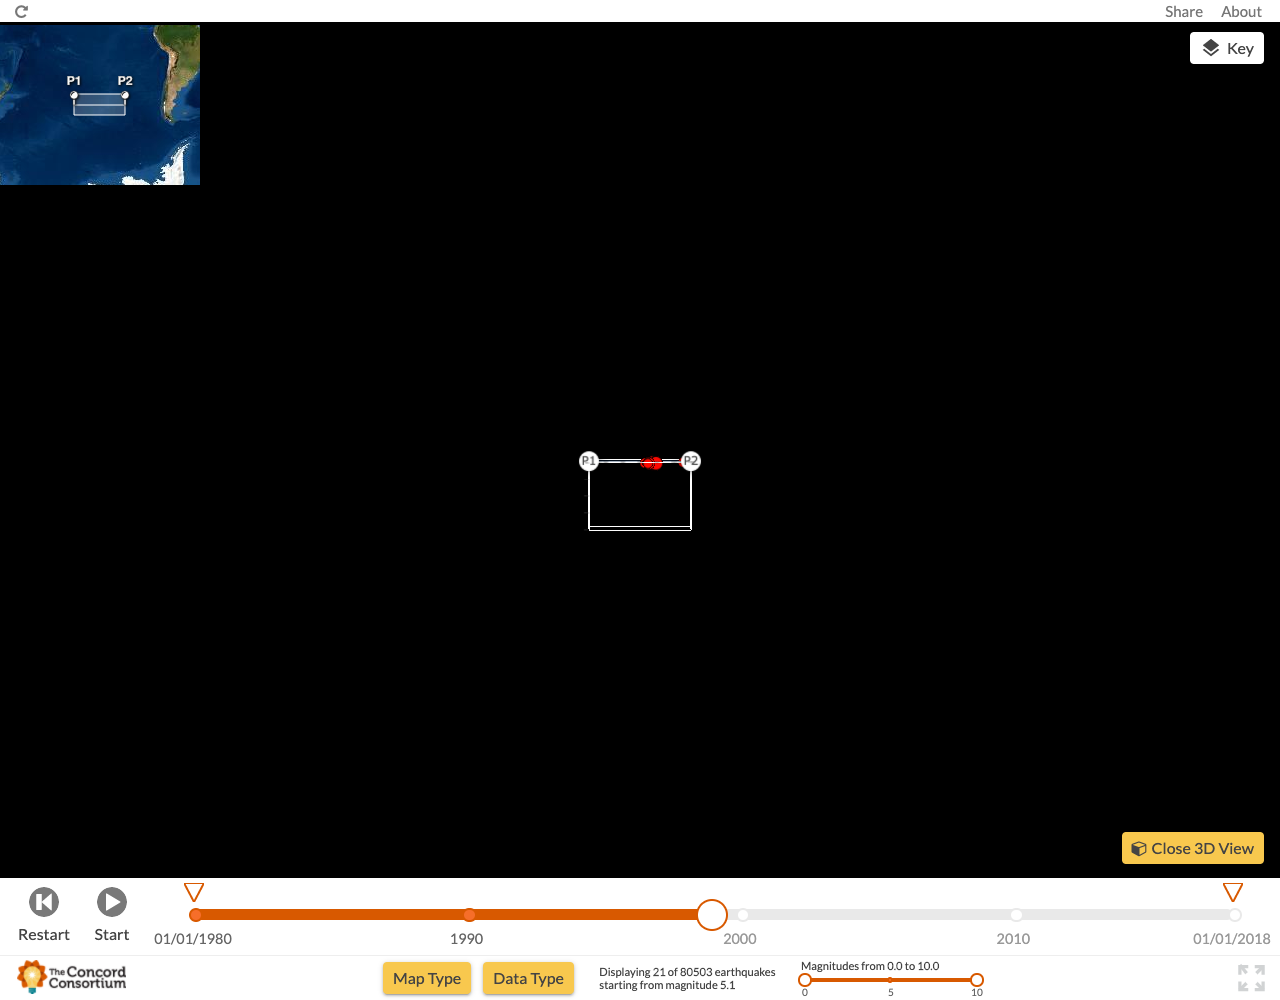 Share About
P1 P2
Key
P1 P2
Close 3D View
Restart Start
01/01/1980 1990 2000 2010 01/01/2018
The Concord Consortium
Map Type Data Type
Displaying 21 of 80503 earthquakes
starting from magnitude 5.1
Magnitudes from 0.0 to 10.0
0 5 10